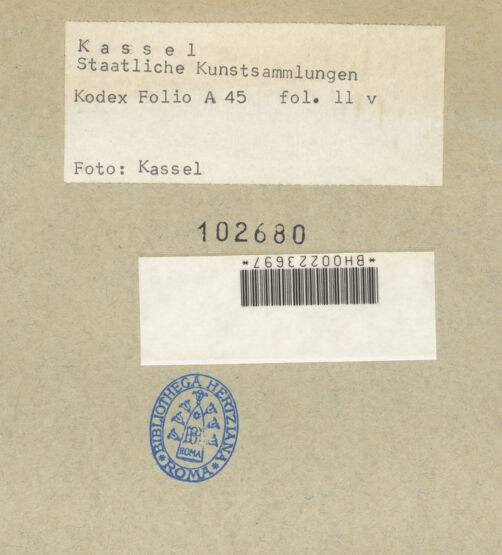 Kassel
Staatliche Kunstsammlungen
Kodex Folio A 45 fol. 11 v
Foto: Kassel
102680
*BH00223697*
BIBLIOTHECA HERTZIANA
*ROMA*
ROMA